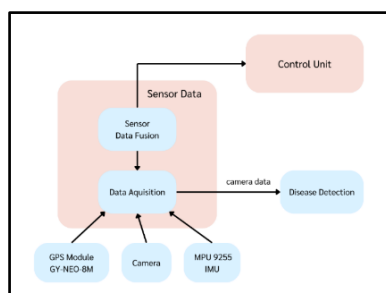 Control Unit
Sensor Data
Sensor
Data Fusion
Data Aquisition
camera data
Disease Detection
GPS Module
GY-NEO-8M
Camera
MPU 9255
IMU